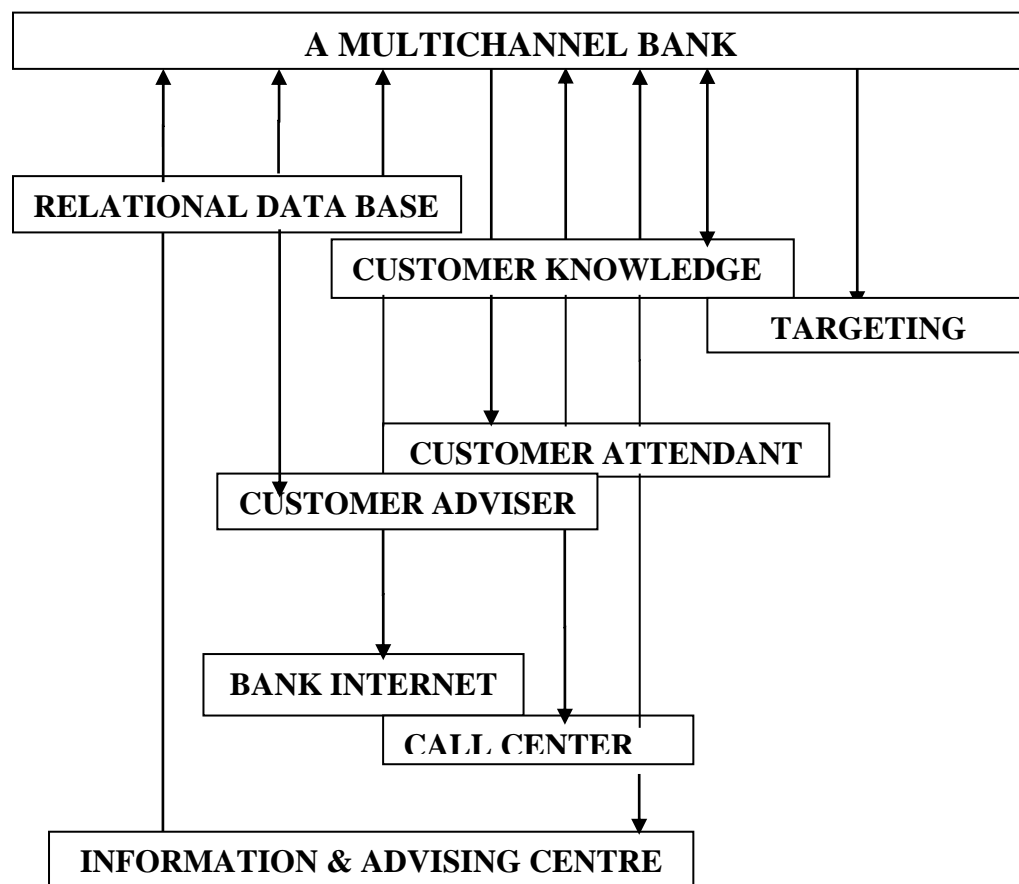 A MULTICHANNEL BANK
RELATIONAL DATA BASE
CUSTOMER KNOWLEDGE
TARGETING
CUSTOMER ATTENDANT
CUSTOMER ADVISER
BANK INTERNET
CALL CENTER
INFORMATION & ADVISING CENTRE